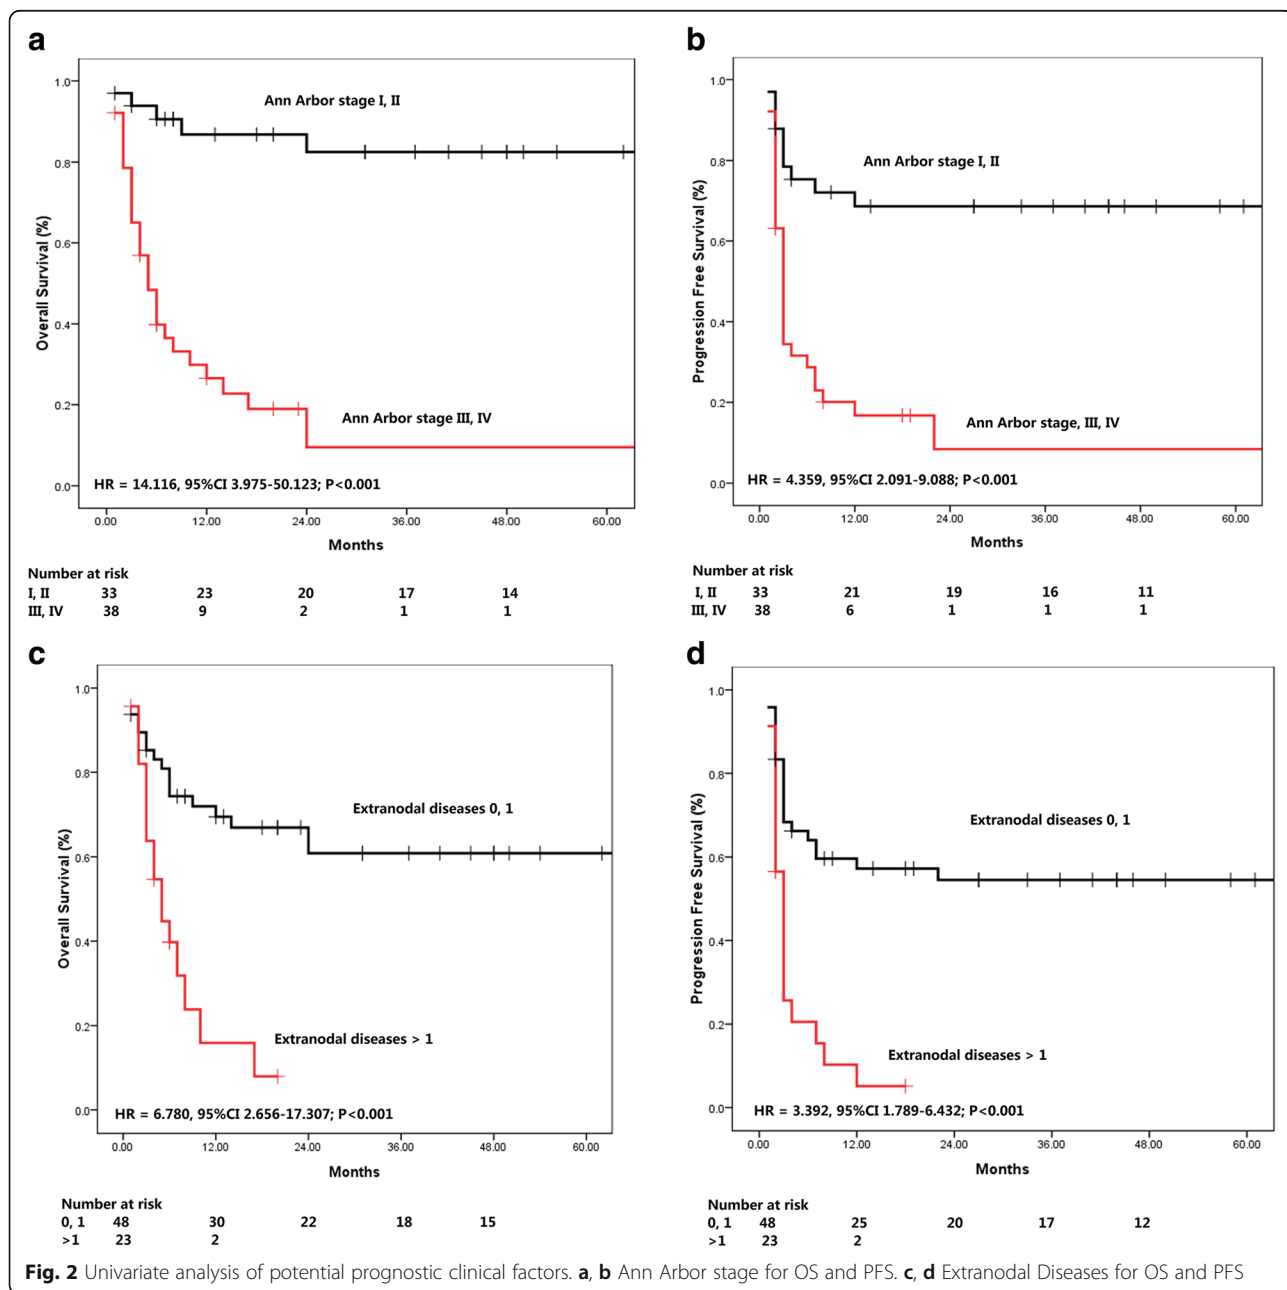 a
1.0
0.8
0.6
0.4
0.2
0.0
Overall Survival (%)
Ann Arbor stage I, II
Ann Arbor stage III, IV
HR = 14.116, 95%CI 3.975-50.123; P<0.001
0.00 12.00 24.00 36.00 48.00 60.00
Months
Number at risk
I, II 33 23 20 17 14
III, IV 38 9 2 1 1
b
1.0
0.8
0.6
0.4
0.2
0.0
Progression Free Survival (%)
Ann Arbor stage I, II
Ann Arbor stage, III, IV
HR = 4.359, 95%CI 2.091-9.088; P<0.001
0.00 12.00 24.00 36.00 48.00 60.00
Months
Number at risk
I, II 33 21 19 16 11
III, IV 38 6 1 1 1
c
1.0
0.8
0.6
0.4
0.2
0.0
Overall Survival (%)
Extranodal diseases 0, 1
Extranodal diseases > 1
HR = 6.780, 95%CI 2.656-17.307; P<0.001
0.00 12.00 24.00 36.00 48.00 60.00
Months
Number at risk
0, 1 48 30 22 18 15
>1 23 2
d
1.0
0.8
0.6
0.4
0.2
0.0
Progression Free Survival (%)
Extranodal diseases 0, 1
Extranodal diseases > 1
HR = 3.392, 95%CI 1.789-6.432; P<0.001
0.00 12.00 24.00 36.00 48.00 60.00
Months
Number at risk
0, 1 48 25 20 17 12
>1 23 2
Fig. 2 Univariate analysis of potential prognostic clinical factors. a, b Ann Arbor stage for OS and PFS. c, d Extranodal Diseases for OS and PFS